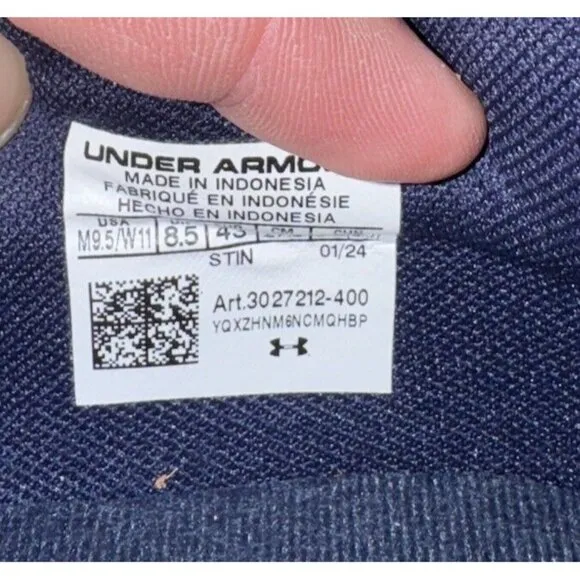 UNDER
MADE IN INDONESIA
FABRIQUÉ EN INDONÉSIE
HECHO EN INDONESIA
USA
M9.5/W11 8.5 43
STIN 01/24
Art.3027212-400
YQXZHNM6NCMQHBP